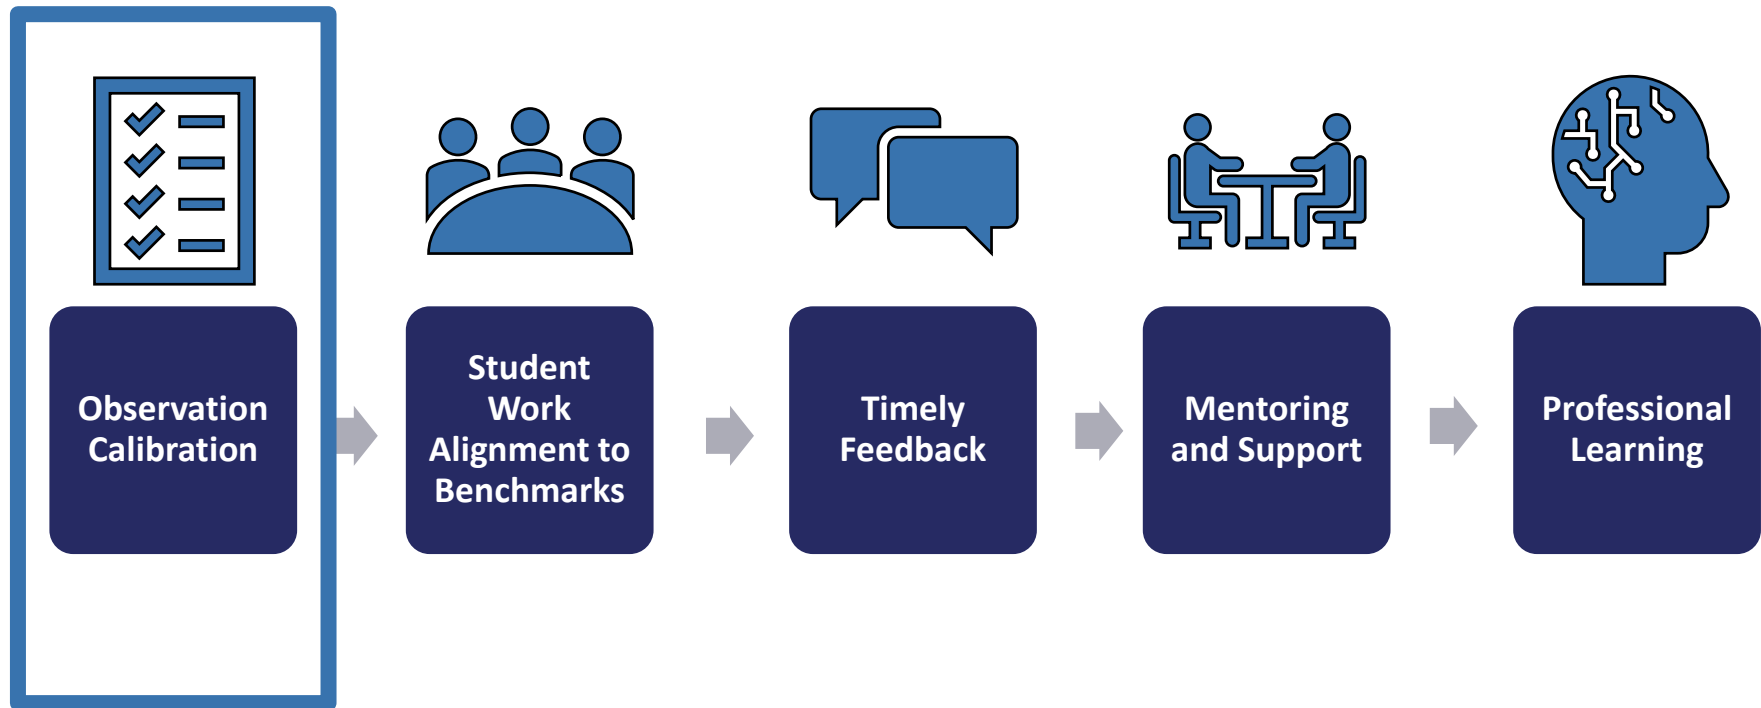 Observation
Calibration
Student
Work
Alignment to
Benchmarks
Timely
Feedback
Mentoring
and Support
Professional
Learning